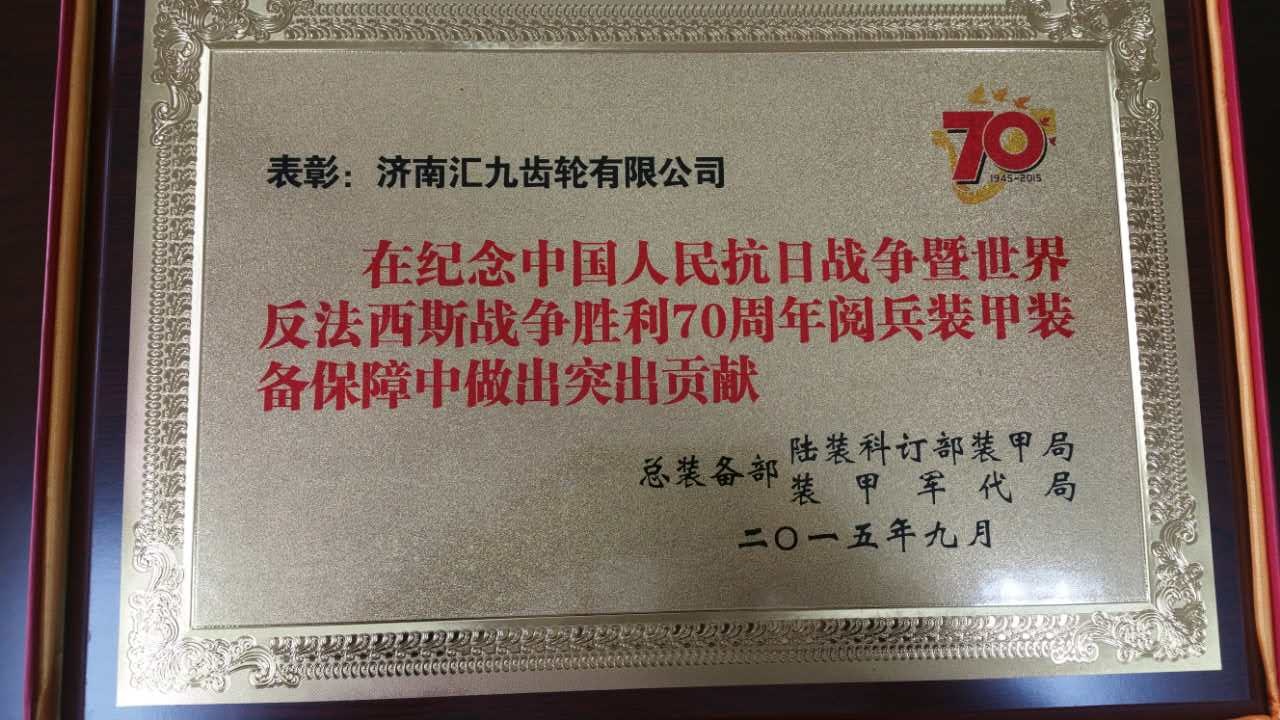 70
1945-2015
表彰：济南汇九齿轮有限公司
在纪念中国人民抗日战争暨世界
反法西斯战争胜利70周年阅兵装甲装
备保障中做出突出贡献
总装备部 陆装科订部装甲局
装甲军代局
二〇一五年九月